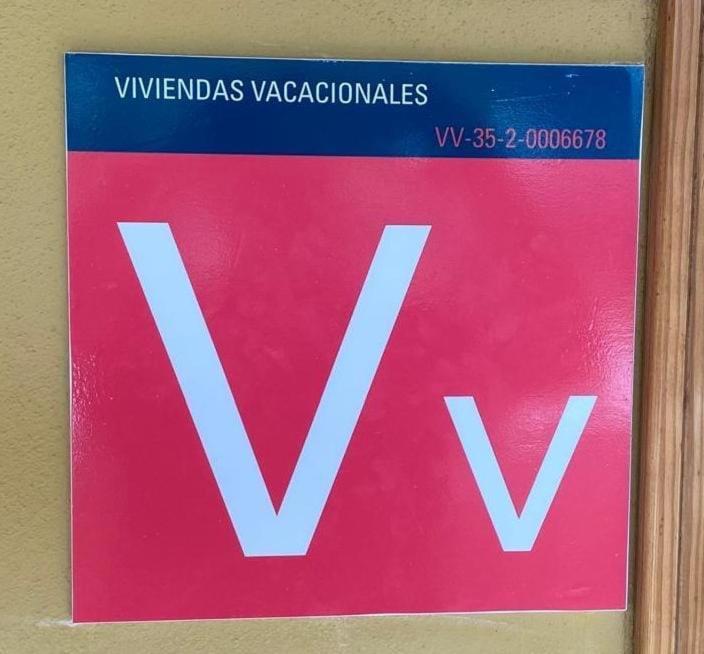 VIVIENDAS VACACIONALES
VV-35-2-0006678
Vv